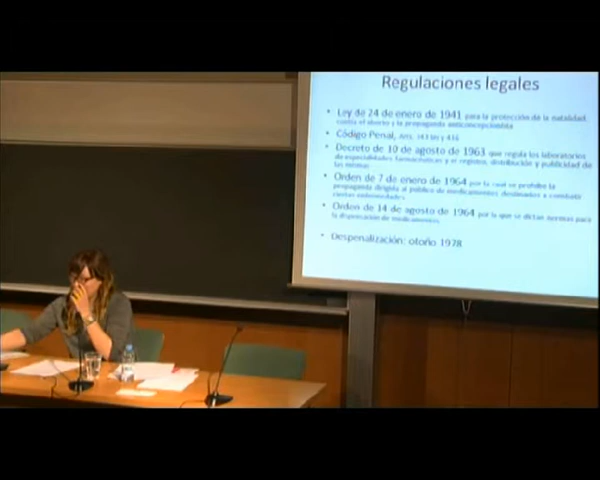 Regulaciones legales
• Ley de 24 de enero de 1941 para la protección de la natalidad,
contra el aborto y la propaganda anticoncepcionista
• Código Penal, Arts. 343 bis y 416
• Decreto de 10 de agosto de 1963 que regula los laboratorios
de especialidades farmacéuticas y el registro, distribución y publicidad de
las mismas
• Orden de 7 de enero de 1964 por la cual se prohíbe la
propaganda dirigida al público de medicamentos destinados a combatir
ciertas enfermedades
• Orden de 14 de agosto de 1964 por la que se dictan normas para
la dispensación de medicamentos.
• Despenalización: otoño 1978